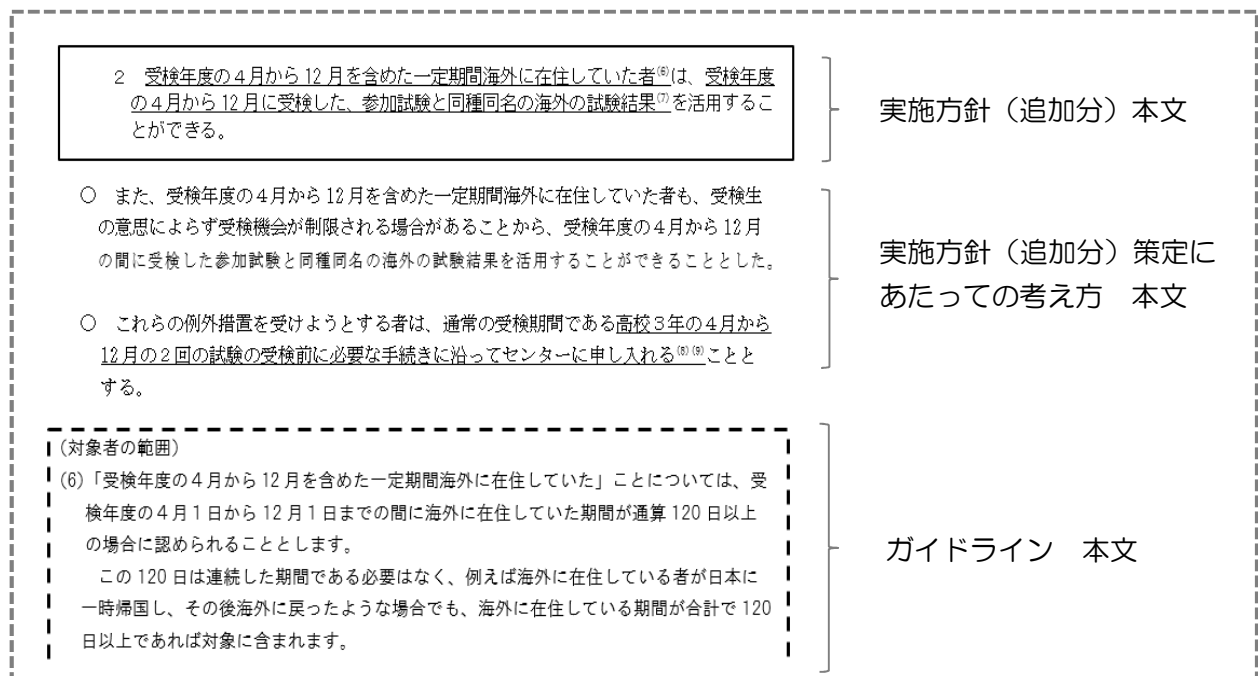 ２　受検年度の４月から12月を含めた一定期間海外に在住していた者⁽⁶⁾は、受検年度
の４月から12月に受検した、参加試験と同種同名の海外の試験結果⁽⁷⁾を活用するこ
とができる。
実施方針（追加分）本文
○　また、受検年度の４月から12月を含めた一定期間海外に在住していた者も、受検生
の意思によらず受検機会が制限される場合があることから、受検年度の４月から12月
の間に受検した参加試験と同種同名の海外の試験結果を活用することができることとした。
○　これらの例外措置を受けようとする者は、通常の受検期間である高校３年の４月から
12月の２回の試験の受検前に必要な手続きに沿ってセンターに申し入れる⁽⁸⁾⁽⁹⁾ことと
する。
実施方針（追加分）策定に
あたっての考え方　本文
（対象者の範囲）
(6)「受検年度の４月から12月を含めた一定期間海外に在住していた」ことについては、受
検年度の４月１日から12月１日までの間に海外に在住していた期間が通算120日以上
の場合に認められることとします。
この120日は連続した期間である必要はなく、例えば海外に在住している者が日本に
一時帰国し、その後海外に戻ったような場合でも、海外に在住している期間が合計で120
日以上であれば対象に含まれます。
ガイドライン　本文